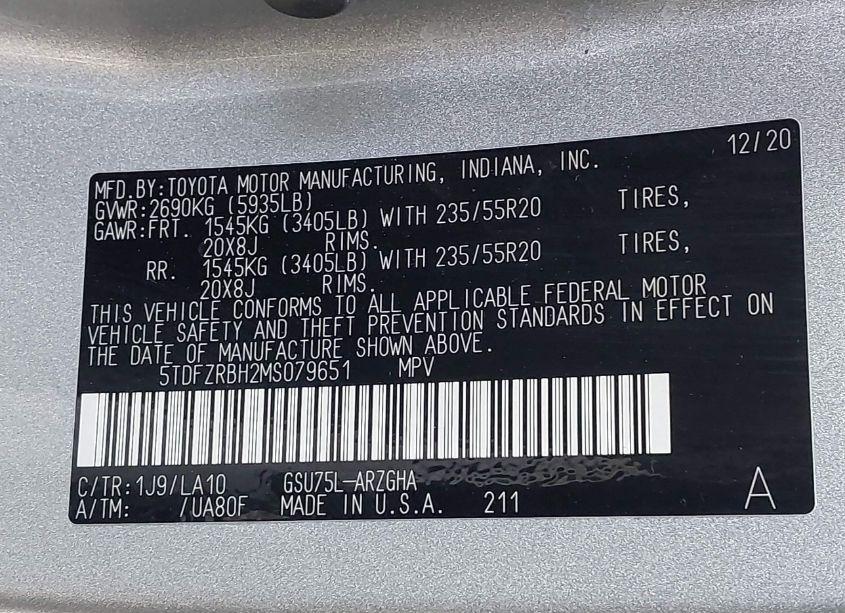 12/20
MFD.BY:TOYOTA MOTOR MANUFACTURING, INDIANA, INC.
GVWR:2690KG (5935LB)
GAWR:FRT. 1545KG (3405LB) WITH 235/55R20 TIRES,
20X8J RIMS.
RR. 1545KG (3405LB) WITH 235/55R20 TIRES,
20X8J RIMS.
THIS VEHICLE CONFORMS TO ALL APPLICABLE FEDERAL MOTOR
VEHICLE SAFETY AND THEFT PREVENTION STANDARDS IN EFFECT ON
THE DATE OF MANUFACTURE SHOWN ABOVE.
5TDFZRBH2MS079651 MPV
C/TR:1J9/LA10 GSU75L-ARZGHA
A/TM: /UA80F MADE IN U.S.A. 211 A